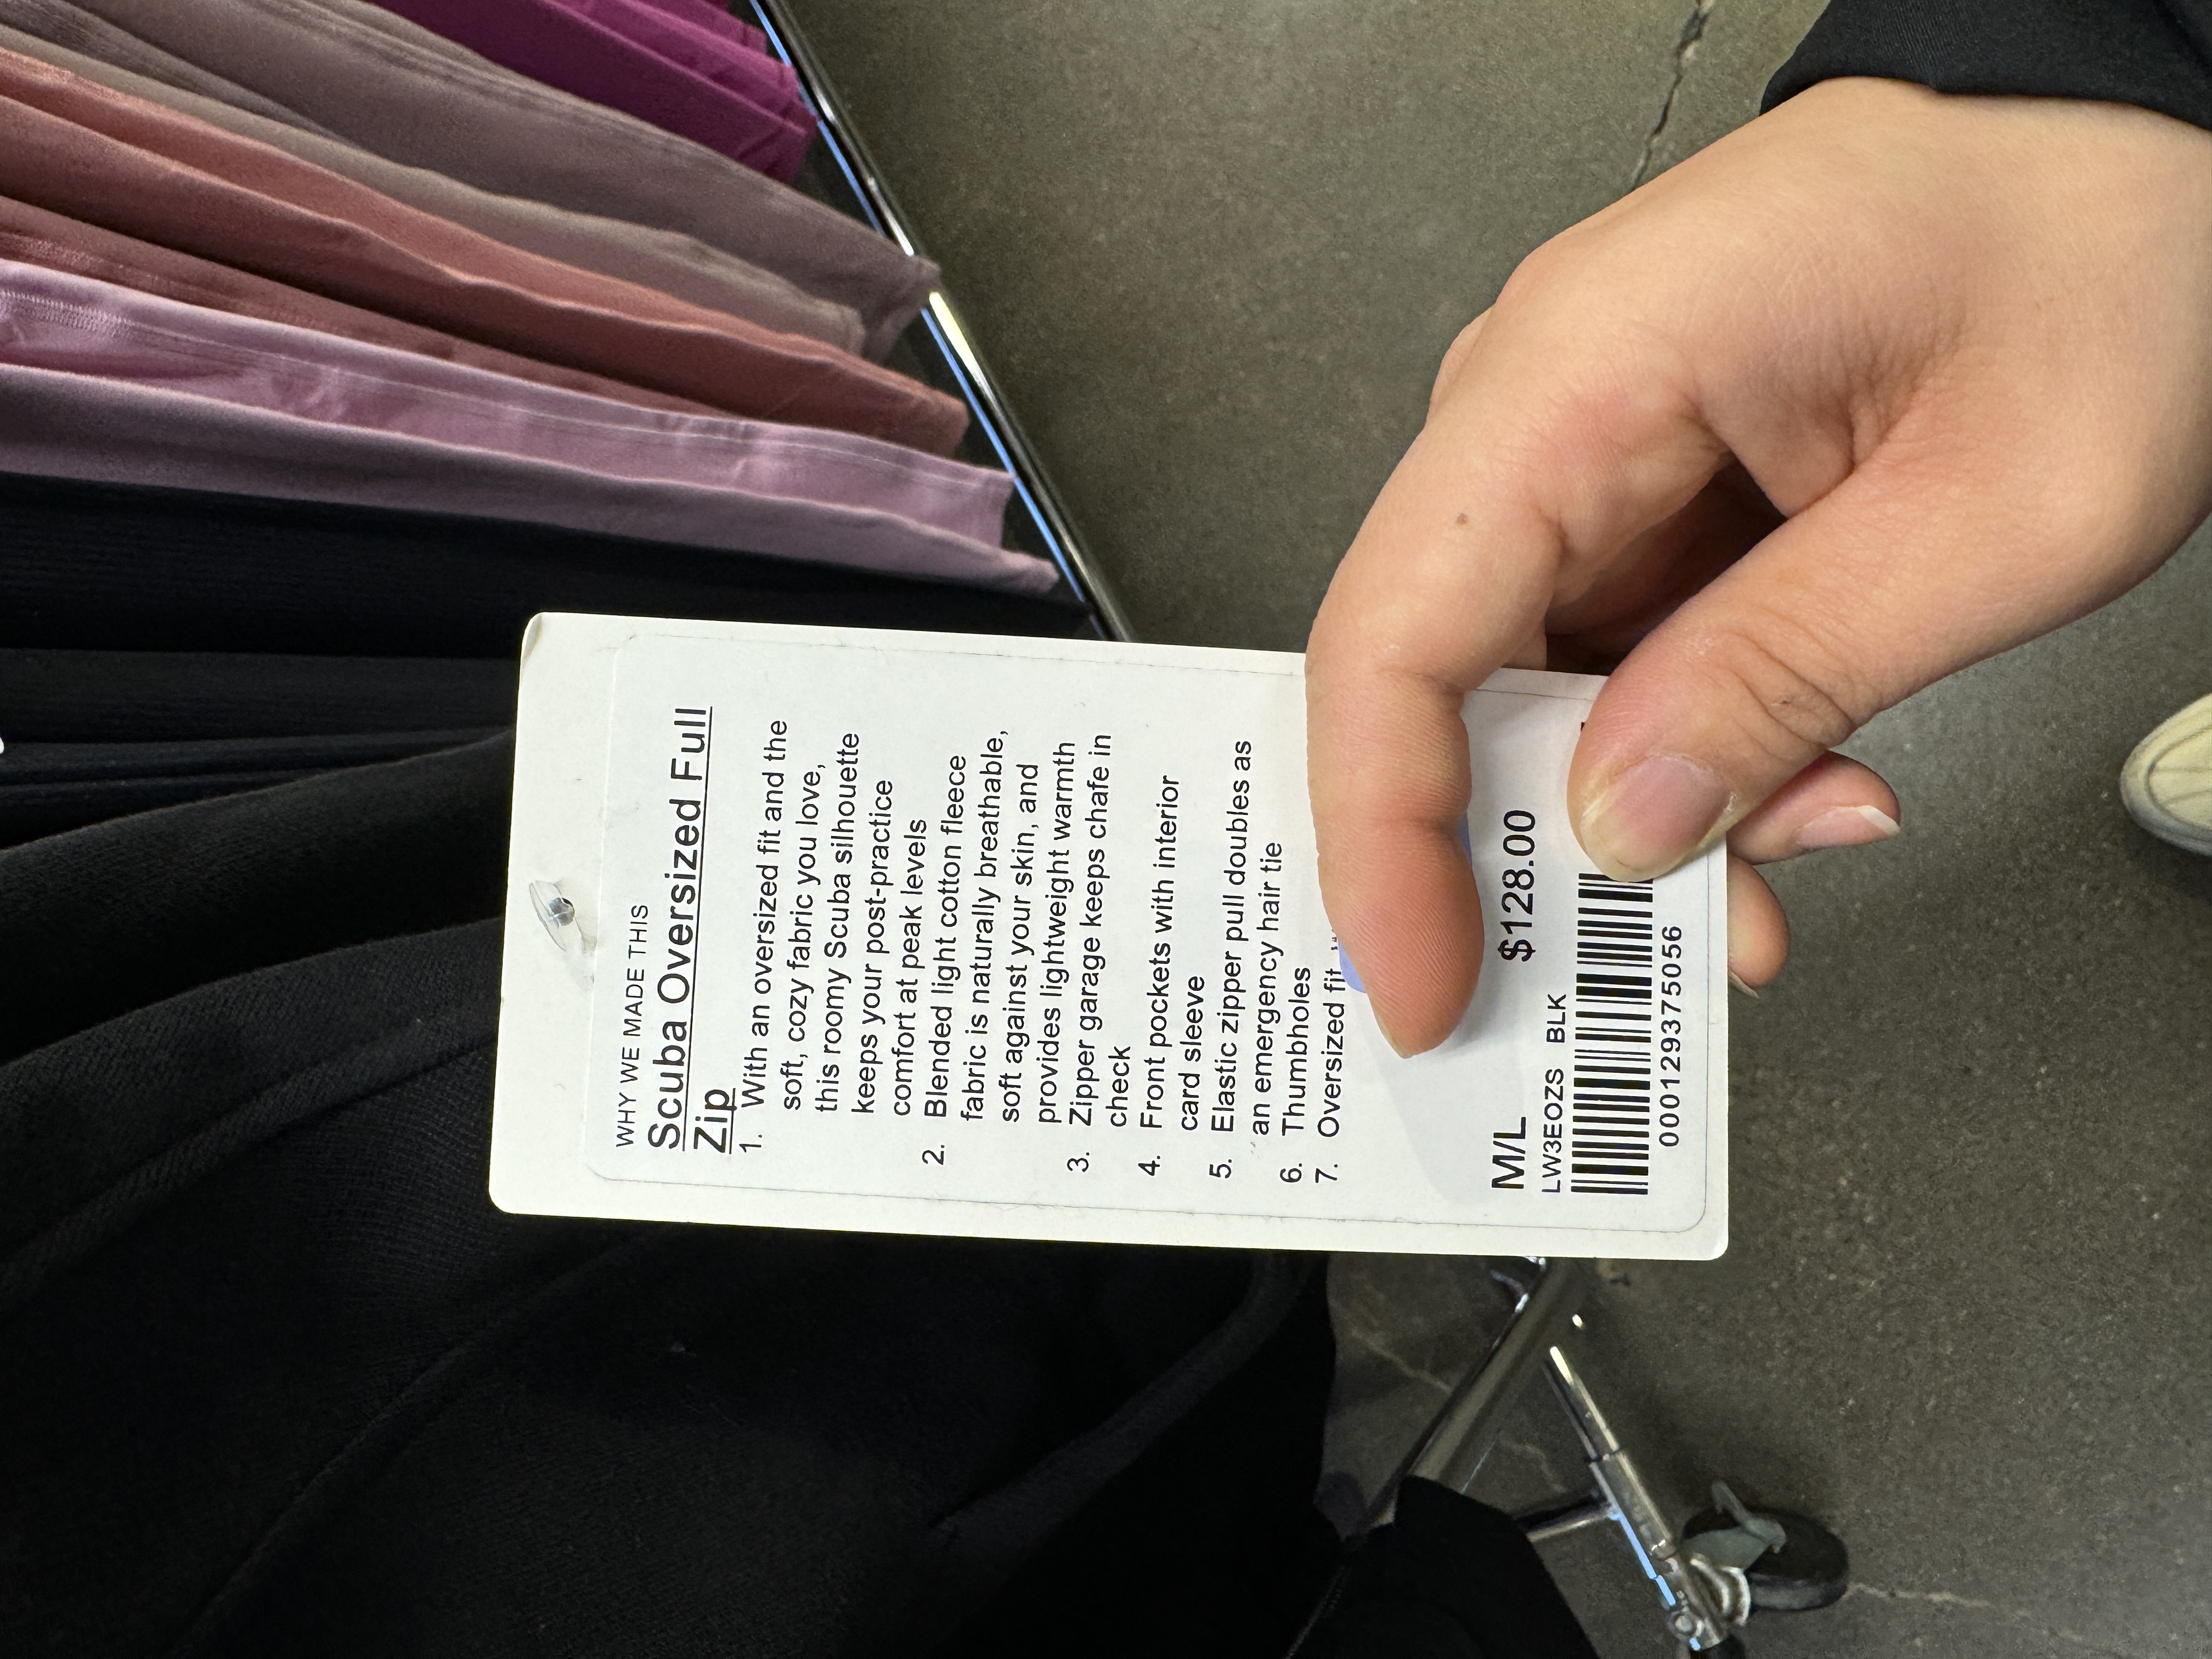 WHY WE MADE THIS
Scuba Oversized Full
Zip
1. With an oversized fit and the
soft, cozy fabric you love,
this roomy Scuba silhouette
keeps your post-practice
comfort at peak levels
2. Blended light cotton fleece
fabric is naturally breathable,
soft against your skin, and
provides lightweight warmth
3. Zipper garage keeps chafe in
check
4. Front pockets with interior
card sleeve
5. Elastic zipper pull doubles as
an emergency hair tie
6. Thumbholes
7. Oversized fit
M/L $128.00
LW3EOZS BLK
000129375056